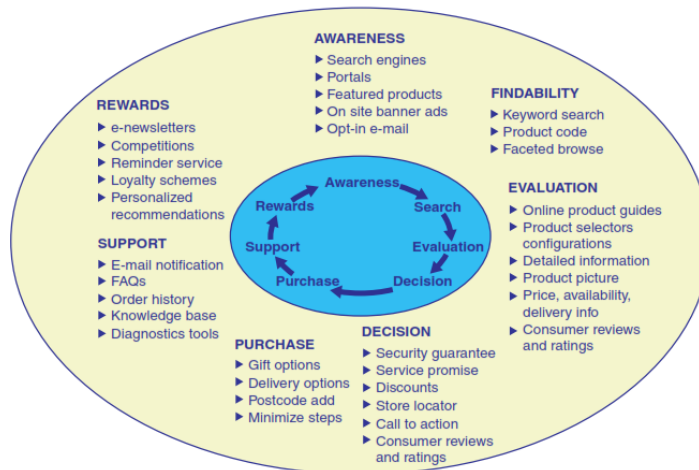 AWARENESS
▶ Search engines
▶ Portals
▶ Featured products
▶ On site banner ads
▶ Opt-in e-mail
FINDABILITY
▶ Keyword search
▶ Product code
▶ Faceted browse
EVALUATION
▶ Online product guides
▶ Product selectors
configurations
▶ Detailed information
▶ Product picture
▶ Price, availability,
delivery info
▶ Consumer reviews
and ratings
DECISION
▶ Security guarantee
▶ Service promise
▶ Discounts
▶ Store locator
▶ Call to action
▶ Consumer reviews
and ratings
PURCHASE
▶ Gift options
▶ Delivery options
▶ Postcode add
▶ Minimize steps
SUPPORT
▶ E-mail notification
▶ FAQs
▶ Order history
▶ Knowledge base
▶ Diagnostics tools
REWARDS
▶ e-newsletters
▶ Competitions
▶ Reminder service
▶ Loyalty schemes
▶ Personalized
recommendations
Awareness
Search
Evaluation
Decision
Purchase
Support
Rewards